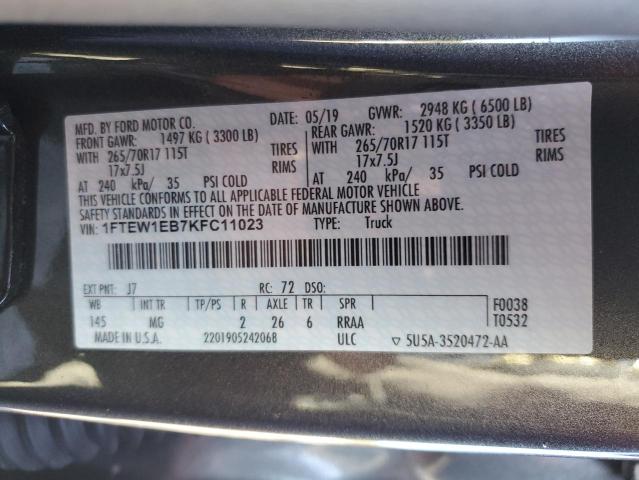 MFD. BY FORD MOTOR CO. DATE: 05/19 GVWR: 2948 KG ( 6500 LB)
FRONT GAWR: 1497 KG ( 3300 LB) REAR GAWR: 1520 KG ( 3350 LB)
WITH 265/70R17 115T TIRES WITH 265/70R17 115T TIRES
17x7.5J RIMS 17x7.5J RIMS
AT 240 kPa/ 35 PSI COLD AT 240 kPa/ 35 PSI COLD
THIS VEHICLE CONFORMS TO ALL APPLICABLE FEDERAL MOTOR VEHICLE
SAFETY STANDARDS IN EFFECT ON THE DATE OF MANUFACTURE SHOWN ABOVE.
VIN: 1FTEW1EB7KFC11023 TYPE: Truck
EXT PNT: J7 RC: 72 DSO:
WB INT TR TP/PS R AXLE TR SPR F0038
145 MG 2 26 6 RRAA T0532
MADE IN U.S.A. 2201905242068 ULC ▽ 5U5A-3520472-AA